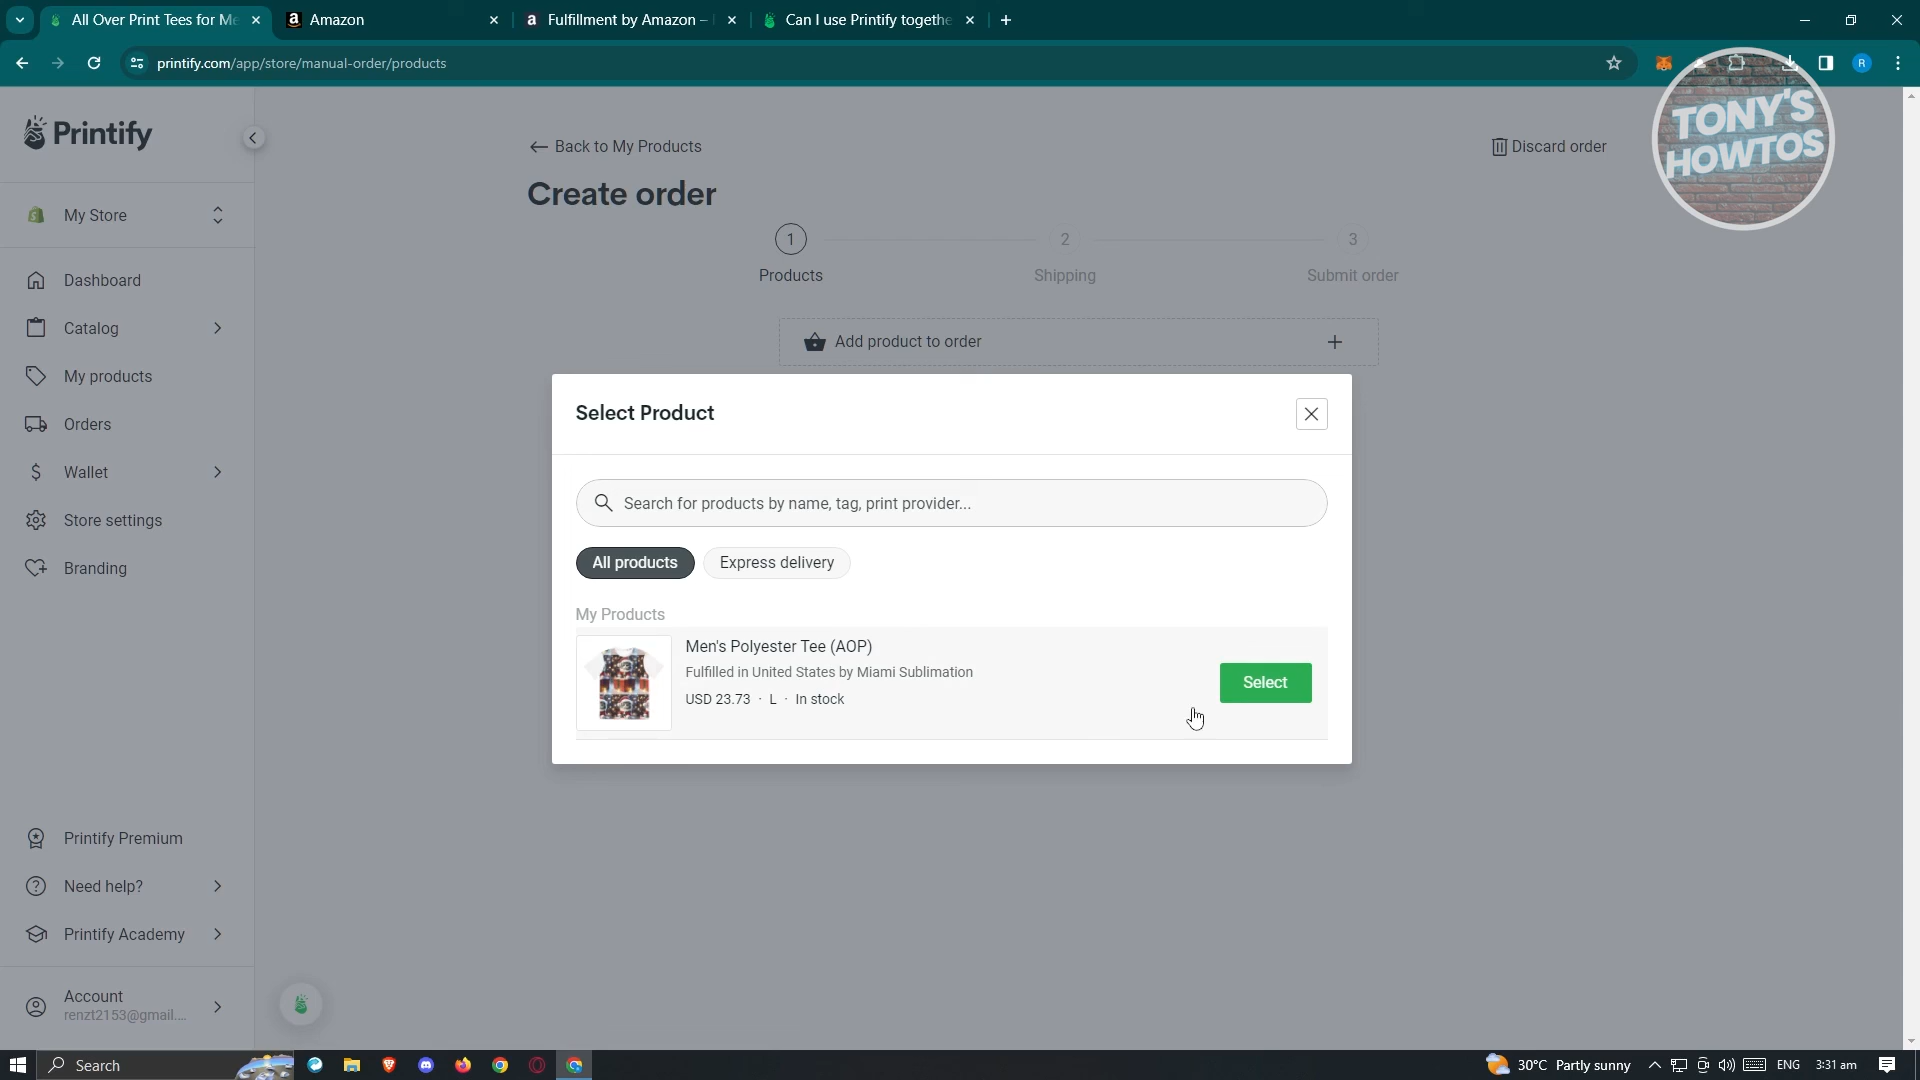 All Over Print Tees for Me
Amazon
Fulfillment by Amazon –
Can I use Printify togethe
printify.com/app/store/manual-order/products
R
TONY'S
HOWTOS
Printify
Back to My Products
Discard order
Create order
My Store
1
2
3
Products
Shipping
Submit order
Dashboard
Catalog
Add product to order
My products
Select Product
Orders
Wallet
Search for products by name, tag, print provider...
Store settings
All products
Express delivery
Branding
My Products
Men's Polyester Tee (AOP)
Fulfilled in United States by Miami Sublimation
Select
USD 23.73 · L · In stock
Printify Premium
Need help?
Printify Academy
Account
renzt2153@gmail....
Search
30°C Partly sunny
ENG
3:31 am